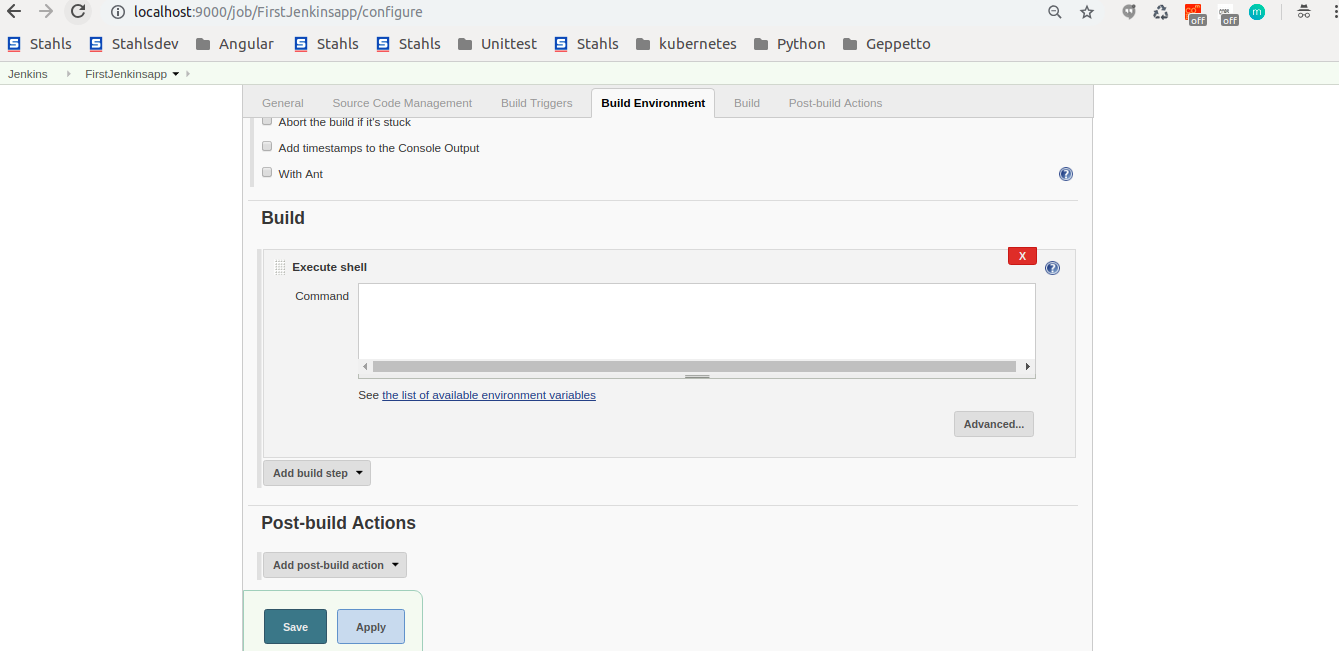 localhost:9000/job/FirstJenkinsapp/configure
off off m
Stahls Stahlsdev Angular Stahls Stahls Unittest Stahls kubernetes Python Geppetto
Jenkins FirstJenkinsapp
General Source Code Management Build Triggers Build Environment Build Post-build Actions
Abort the build if it's stuck
Add timestamps to the Console Output
With Ant
?
Build
X
Execute shell
?
Command
See the list of available environment variables
Advanced...
Add build step
Post-build Actions
Add post-build action
Save Apply